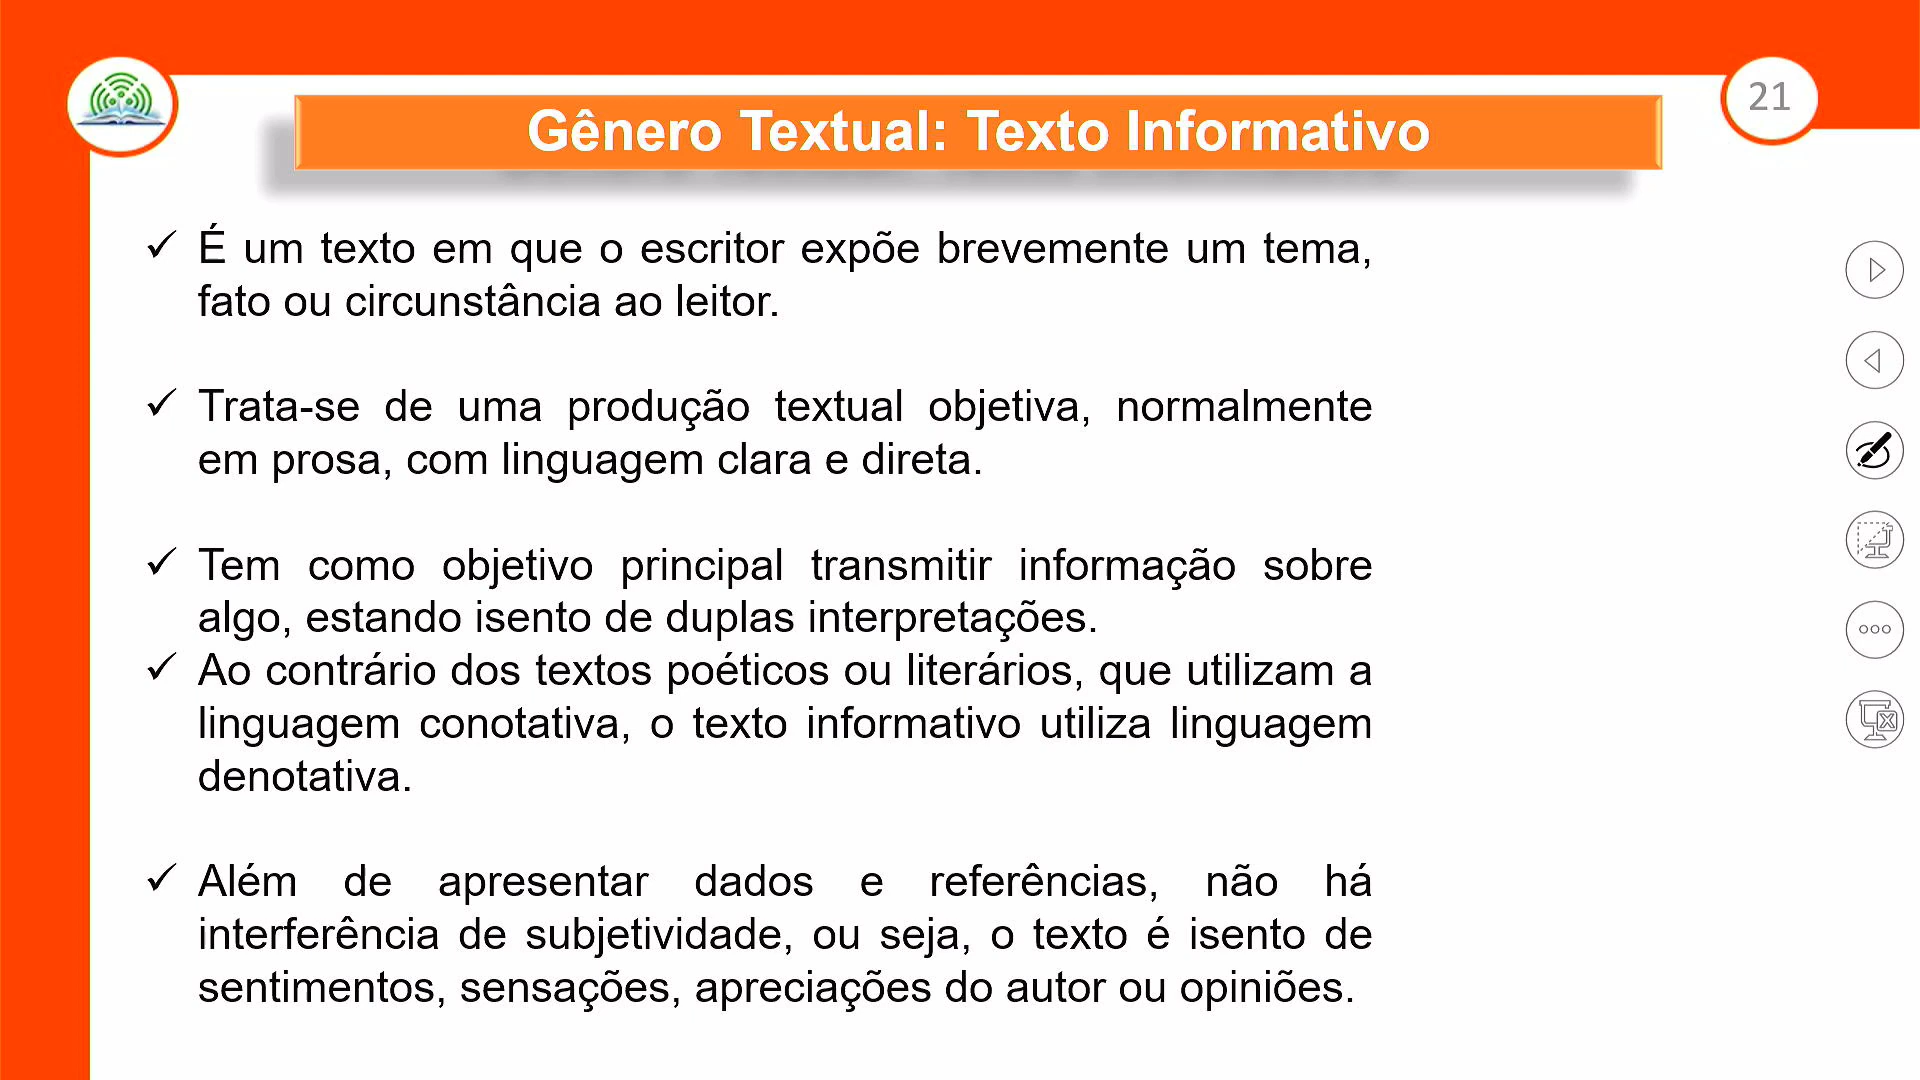 21
Gênero Textual: Texto Informativo
✓ É um texto em que o escritor expõe brevemente um tema,
fato ou circunstância ao leitor.
✓ Trata-se de uma produção textual objetiva, normalmente
em prosa, com linguagem clara e direta.
✓ Tem como objetivo principal transmitir informação sobre
algo, estando isento de duplas interpretações.
✓ Ao contrário dos textos poéticos ou literários, que utilizam a
linguagem conotativa, o texto informativo utiliza linguagem
denotativa.
✓ Além de apresentar dados e referências, não há
interferência de subjetividade, ou seja, o texto é isento de
sentimentos, sensações, apreciações do autor ou opiniões.